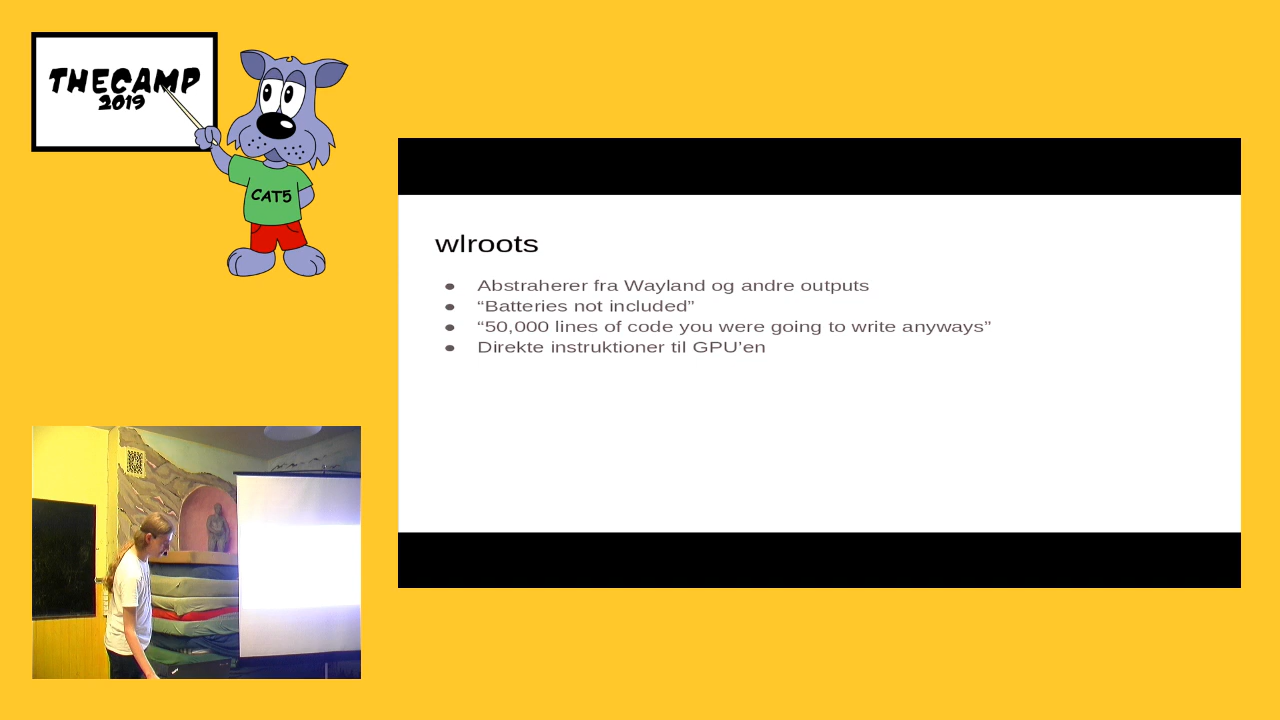 THECAMP
2019
CAT5
wlroots
● Abstraherer fra Wayland og andre outputs
● “Batteries not included”
● “50,000 lines of code you were going to write anyways”
● Direkte instruktioner til GPU’en